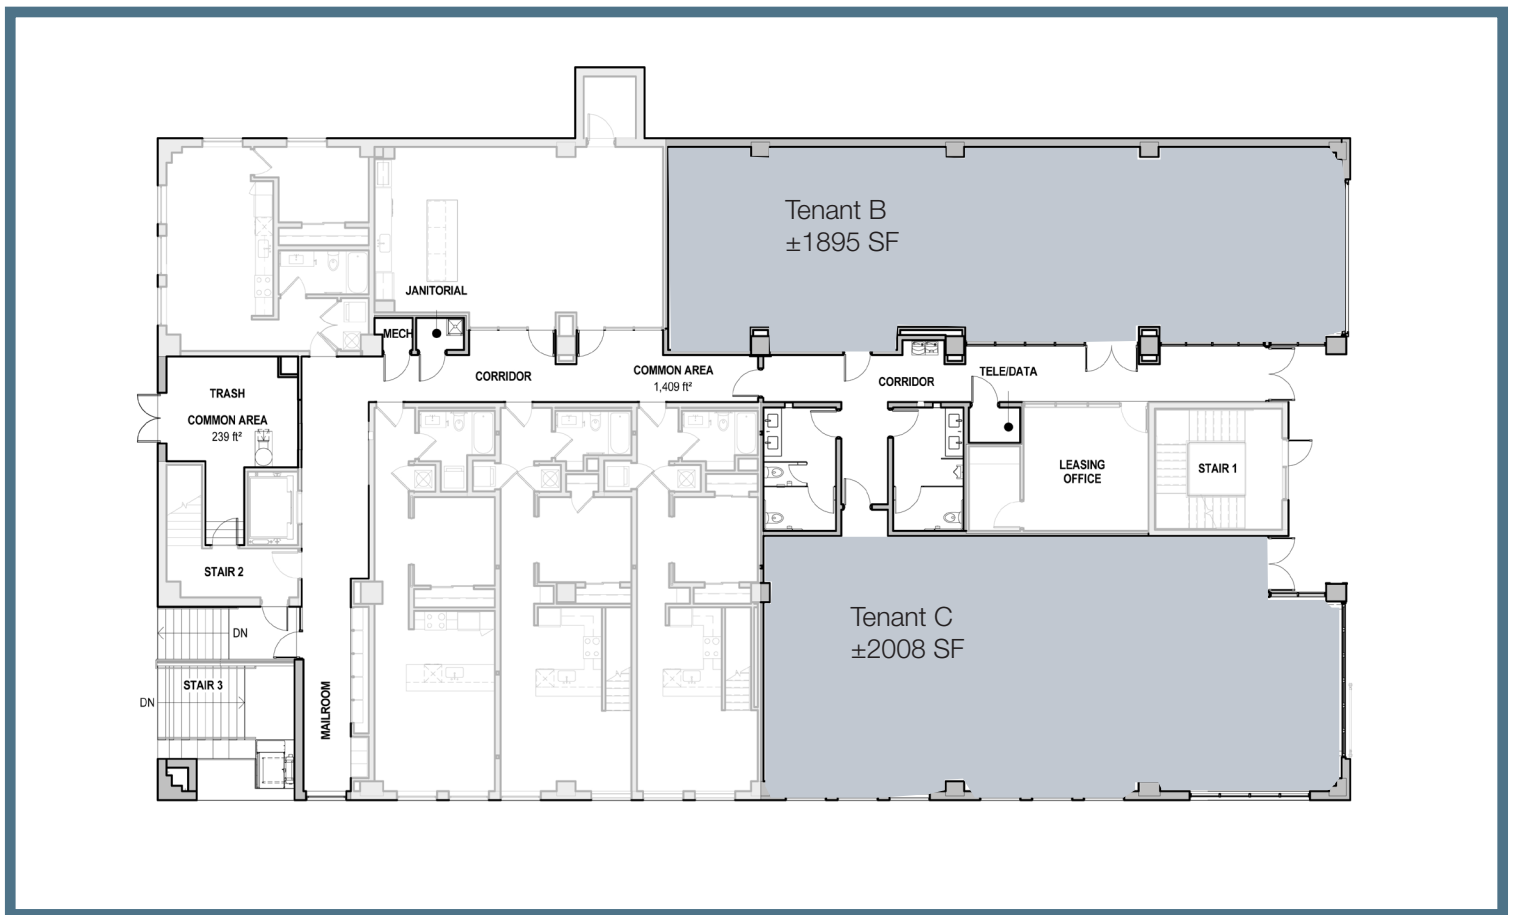 Tenant B
±1895 SF
JANITORIAL
MECH
CORRIDOR
COMMON AREA
1,409 ft²
CORRIDOR
TELE/DATA
TRASH
COMMON AREA
239 ft²
LEASING
OFFICE
STAIR 1
STAIR 2
Tenant C
±2008 SF
DN
STAIR 3
DN
MAILROOM